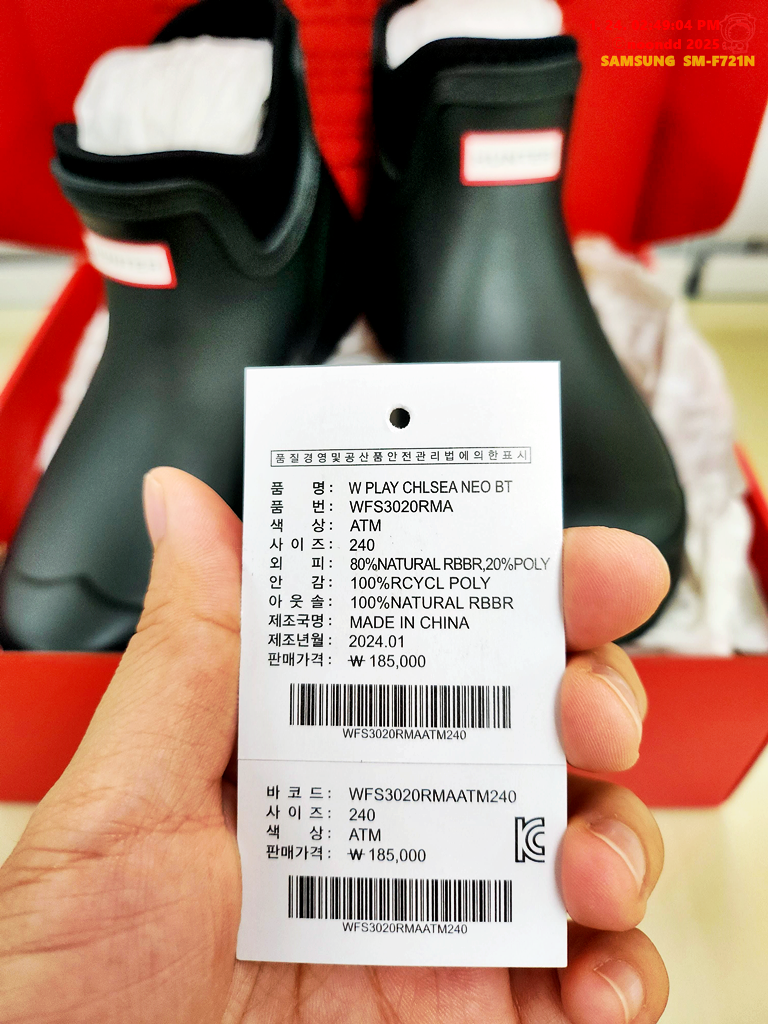 SAMSUNG SM-F721N
품질경영및공산품안전관리법에의한표시
품 명: W PLAY CHLSEA NEO BT
품 번: WFS3020RMA
색 상: ATM
사 이 즈: 240
외 피: 80%NATURAL RBBR,20%POLY
안 감: 100%RCYCL POLY
아 웃 솔: 100%NATURAL RBBR
제조국명: MADE IN CHINA
제조년월: 2024.01
판매가격: ₩ 185,000
WFS3020RMAATM240
바 코 드: WFS3020RMAATM240
사 이 즈: 240
색 상: ATM
판매가격: ₩ 185,000
WFS3020RMAATM240